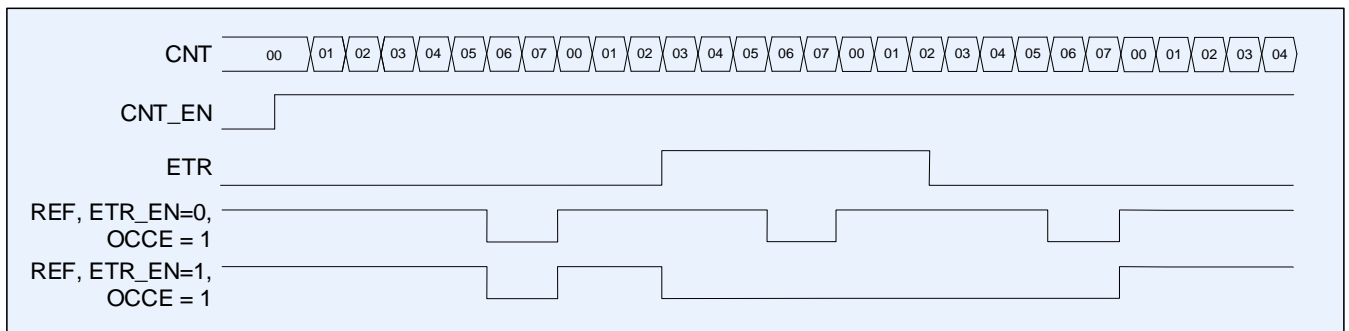 CNT 00 01 02 03 04 05 06 07 00 01 02 03 04 05 06 07 00 01 02 03 04 05 06 07 00 01 02 03 04
CNT_EN
ETR
REF, ETR_EN=0,
OCCE = 1
REF, ETR_EN=1,
OCCE = 1